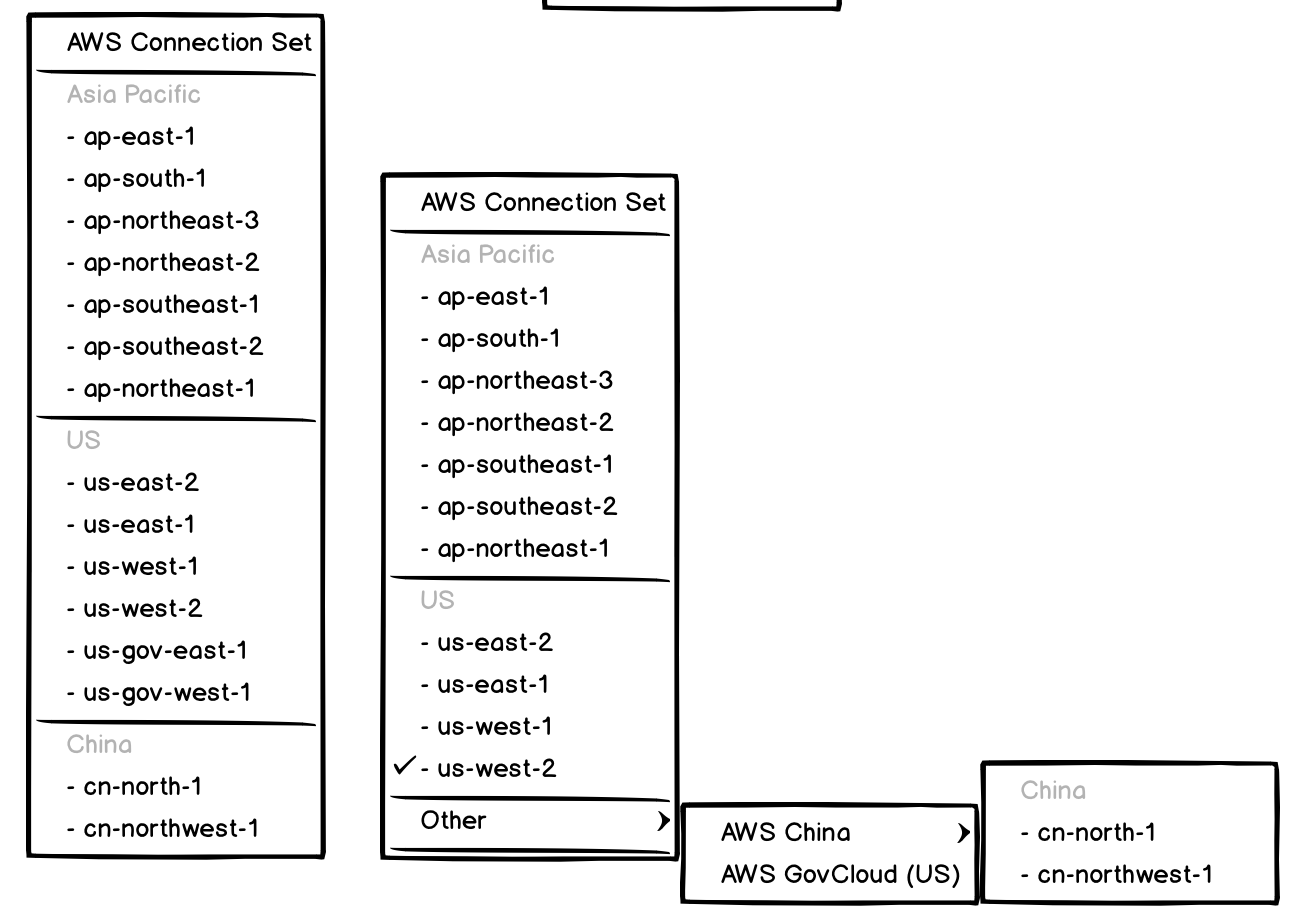 AWS Connection Set
Asia Pacific
- ap-east-1
- ap-south-1
- ap-northeast-3
- ap-northeast-2
- ap-southeast-1
- ap-southeast-2
- ap-northeast-1
US
- us-east-2
- us-east-1
- us-west-1
- us-west-2
- us-gov-east-1
- us-gov-west-1
China
- cn-north-1
- cn-northwest-1
AWS Connection Set
Asia Pacific
- ap-east-1
- ap-south-1
- ap-northeast-3
- ap-northeast-2
- ap-southeast-1
- ap-southeast-2
- ap-northeast-1
US
- us-east-2
- us-east-1
- us-west-1
✓ - us-west-2
Other
AWS China
AWS GovCloud (US)
China
- cn-north-1
- cn-northwest-1